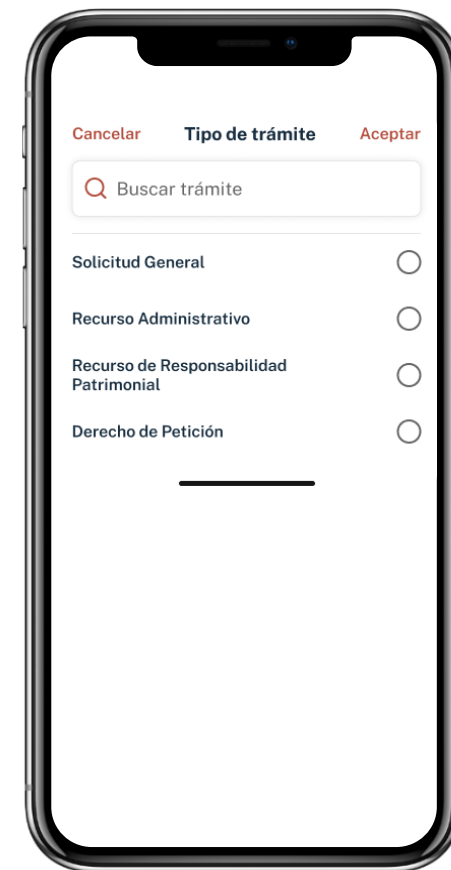 Cancelar Tipo de trámite Aceptar
Buscar trámite
Solicitud General
Recurso Administrativo
Recurso de Responsabilidad
Patrimonial
Derecho de Petición